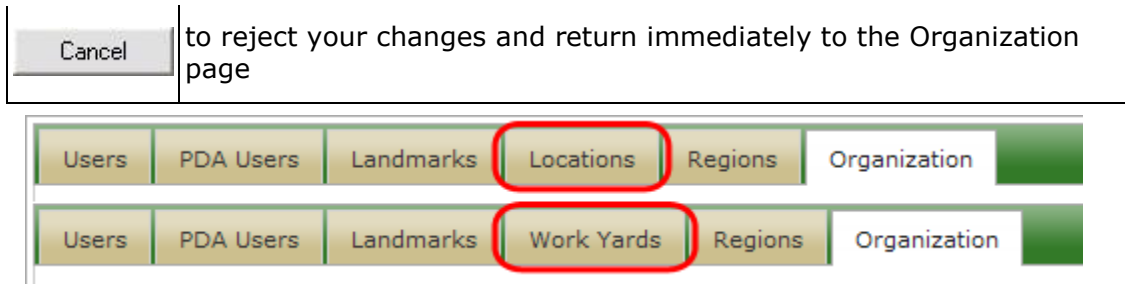 Cancel
to reject your changes and return immediately to the Organization
page
Users PDA Users Landmarks Locations Regions Organization
Users PDA Users Landmarks Work Yards Regions Organization